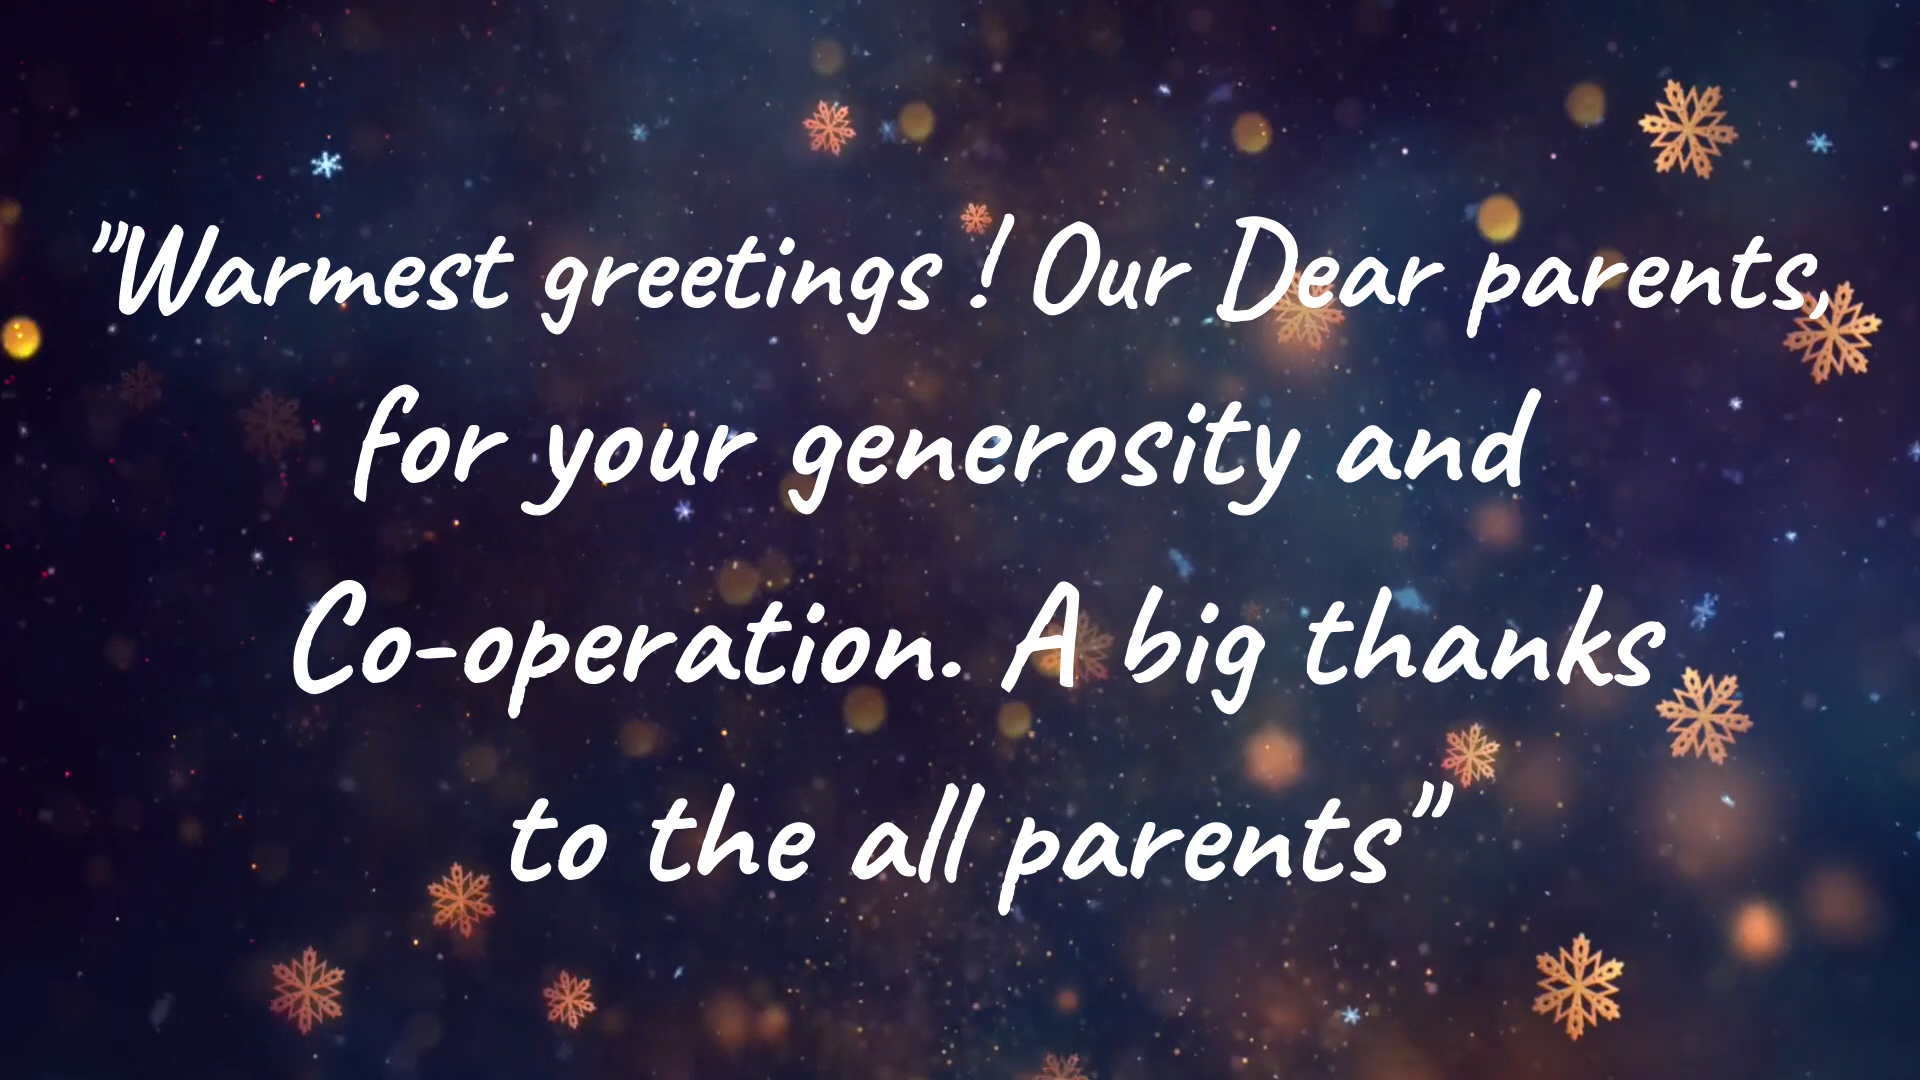 "Warmest greetings ! Our Dear parents,
for your generosity and
Co-operation. A big thanks
to the all parents"